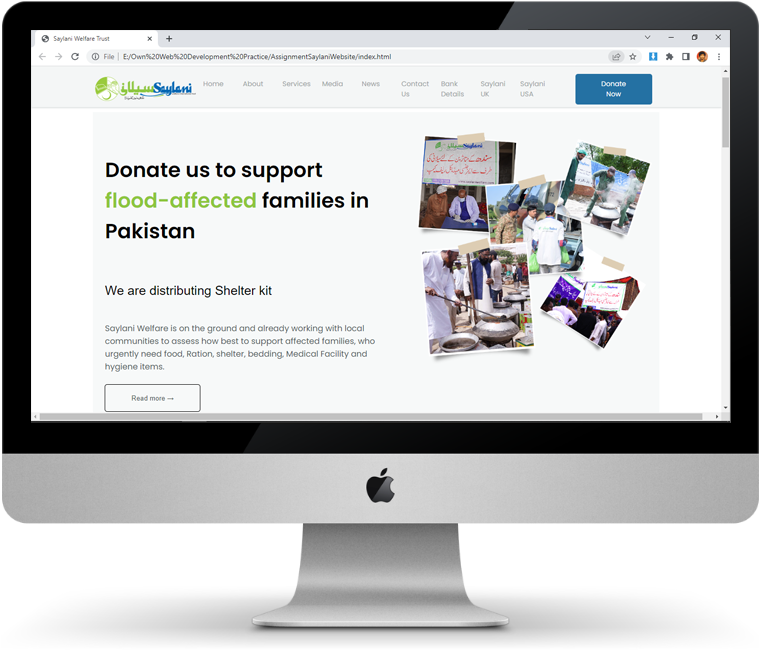 Saylani Welfare Trust
File | E:/Own%20Web%20Development%20Practice/AssignmentSaylaniWebsite/index.html
سیلانی Saylani
Home
About
Services
Media
News
Contact Us
Bank Details
Saylani UK
Saylani USA
Donate Now
Donate us to support
flood-affected families in
Pakistan
We are distributing Shelter kit
Saylani Welfare is on the ground and already working with local
communities to assess how best to support affected families, who
urgently need food, Ration, shelter, bedding, Medical Facility and
hygiene items.
Read more →